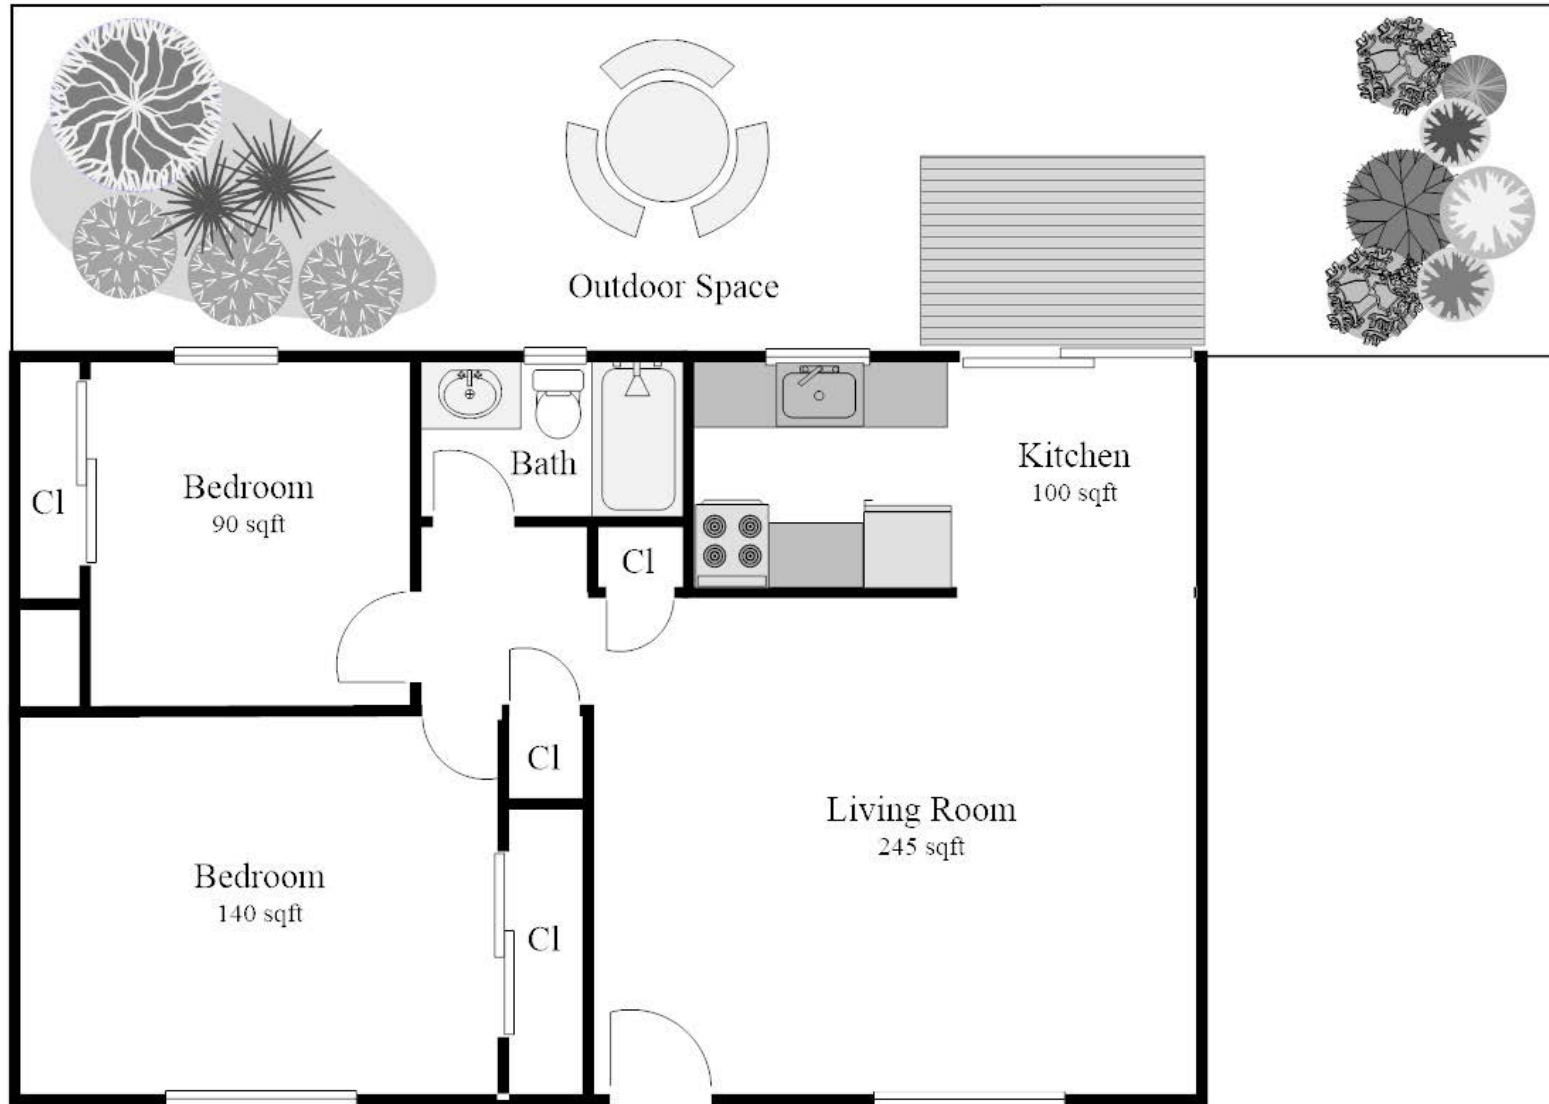 Outdoor Space
Kitchen
100 sqft
Bath
Bedroom
90 sqft
Cl
Cl
Cl
Living Room
245 sqft
Bedroom
140 sqft
Cl